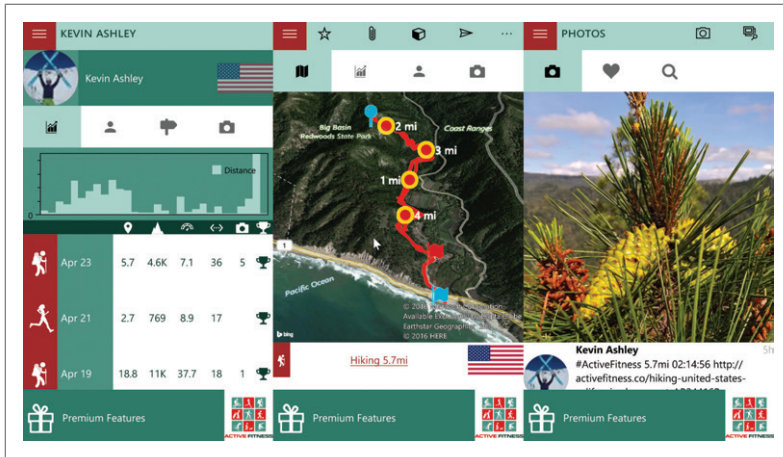 KEVIN ASHLEY
Kevin Ashley
Distance
0
Apr 23 5.7 4.6K 7.1 36 5
Apr 21 2.7 769 8.9 17
Apr 19 18.8 11K 37.7 18 1
Premium Features
ACTIVE FITNESS
Big Basin
Redwoods State Park
Coast Ranges
2 mi
3 mi
1 mi
4 mi
1
Pacific Ocean
bing
© 2016
Earthstar Geographic
© 2016 HERE
Hiking 5.7mi
Premium Features
ACTIVE FITNESS
PHOTOS
Kevin Ashley 5h
#ActiveFitness 5.7mi 02:14:56 http://
activefitness.co/hiking-united-states-
Premium Features
ACTIVE FITNESS